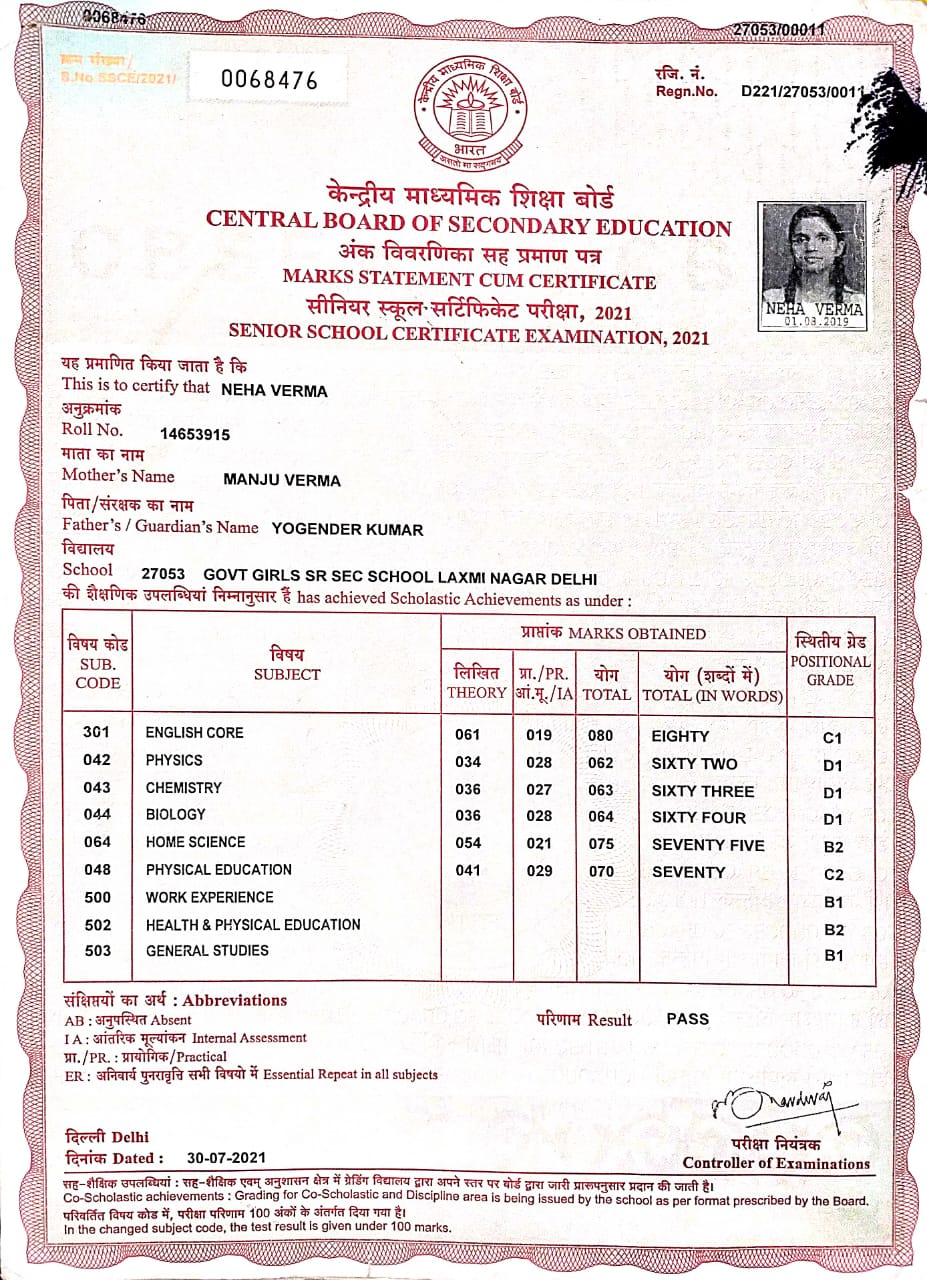 0068476
27053/00011
क्रम संख्या/
S.No SSCE/2021/
0068476
रजि. नं.
Regn.No. D221/27053/0011
केन्द्रीय माध्यमिक शिक्षा बोर्ड
भारत
असतो मा सद्गमय
केन्द्रीय माध्यमिक शिक्षा बोर्ड
CENTRAL BOARD OF SECONDARY EDUCATION
अंक विवरणिका सह प्रमाण पत्र
MARKS STATEMENT CUM CERTIFICATE
सीनियर स्कूल सर्टिफिकेट परीक्षा, 2021
SENIOR SCHOOL CERTIFICATE EXAMINATION, 2021
NEHA VERMA
01.08.2019
यह प्रमाणित किया जाता है कि
This is to certify that NEHA VERMA
अनुक्रमांक
Roll No. 14653915
माता का नाम
Mother's Name MANJU VERMA
पिता/संरक्षक का नाम
Father's / Guardian's Name YOGENDER KUMAR
विद्यालय
School 27053 GOVT GIRLS SR SEC SCHOOL LAXMI NAGAR DELHI
की शैक्षणिक उपलब्धियां निम्नानुसार हैं has achieved Scholastic Achievements as under :
विषय कोड
SUB.
CODE
विषय
SUBJECT
प्राप्तांक MARKS OBTAINED
लिखित
THEORY
प्रा./PR.
आं.मू./IA
योग
TOTAL
योग (शब्दों में)
TOTAL (IN WORDS)
स्थितीय ग्रेड
POSITIONAL
GRADE
301 ENGLISH CORE 061 019 080 EIGHTY C1
042 PHYSICS 034 028 062 SIXTY TWO D1
043 CHEMISTRY 036 027 063 SIXTY THREE D1
044 BIOLOGY 036 028 064 SIXTY FOUR D1
064 HOME SCIENCE 054 021 075 SEVENTY FIVE B2
048 PHYSICAL EDUCATION 041 029 070 SEVENTY C2
500 WORK EXPERIENCE B1
502 HEALTH & PHYSICAL EDUCATION B2
503 GENERAL STUDIES B1
संक्षिप्तियों का अर्थ : Abbreviations
AB : अनुपस्थित Absent
I A : आंतरिक मूल्यांकन Internal Assessment
प्रा./PR. : प्रायोगिक/Practical
ER : अनिवार्य पुनरावृत्ति सभी विषयो में Essential Repeat in all subjects
परिणाम Result PASS
दिल्ली Delhi
दिनांक Dated : 30-07-2021
परीक्षा नियंत्रक
Controller of Examinations
सह-शैक्षिक उपलब्धियां : सह-शैक्षिक एवम् अनुशासन क्षेत्र में ग्रेडिंग विद्यालय द्वारा अपने स्तर पर बोर्ड द्वारा जारी प्रारूपनुसार प्रदान की जाती है।
Co-Scholastic achievements : Grading for Co-Scholastic and Discipline area is being issued by the school as per format prescribed by the Board.
परिवर्तित विषय कोड में, परीक्षा परिणाम 100 अंकों के अंतर्गत दिया गया है।
In the changed subject code, the test result is given under 100 marks.